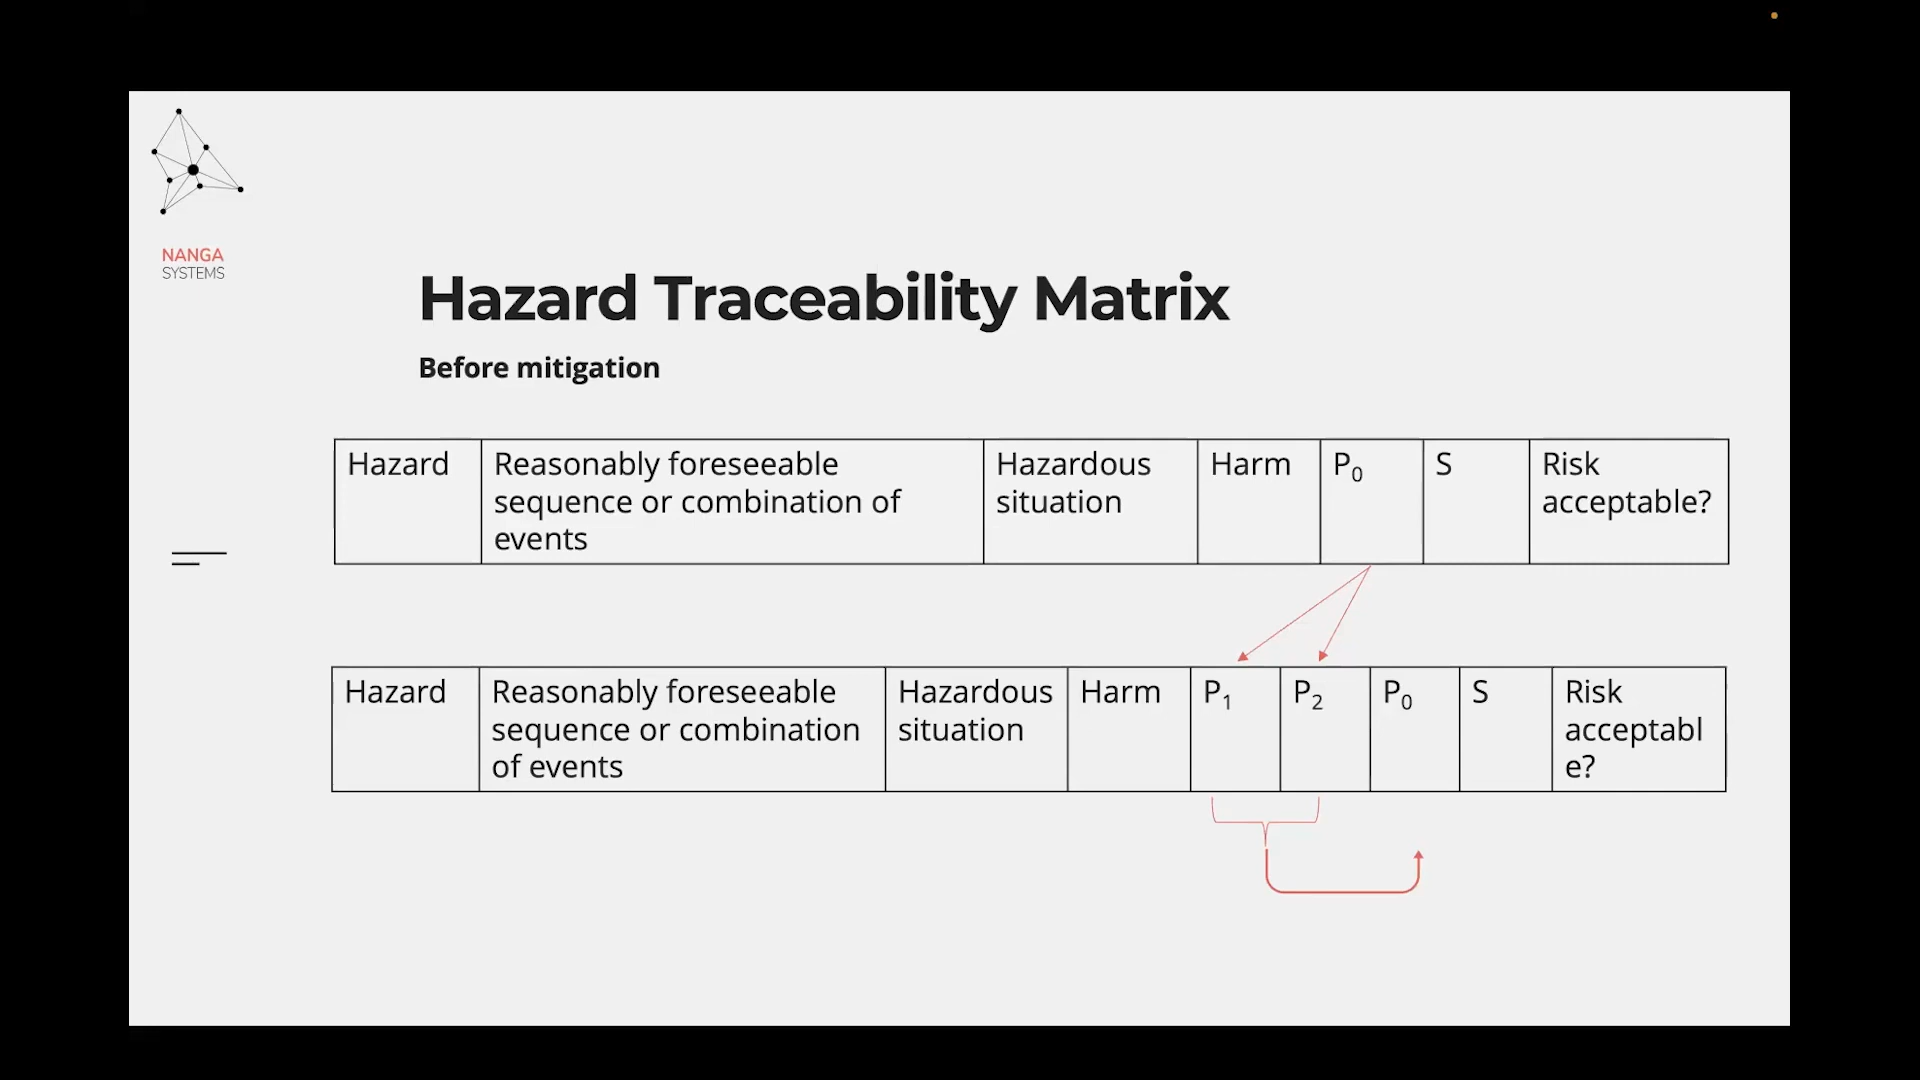 NANGA
SYSTEMS
Hazard Traceability Matrix
Before mitigation
Hazard
Reasonably foreseeable
sequence or combination of
events
Hazardous
situation
Harm
P₀
S
Risk
acceptable?
Hazard
Reasonably foreseeable
sequence or combination
of events
Hazardous
situation
Harm
P₁
P₂
P₀
S
Risk
acceptabl
e?